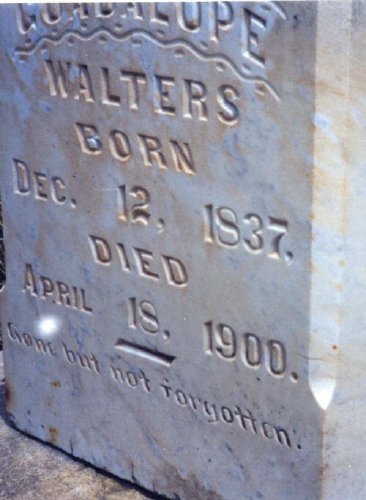 GUADALUPE
WALTERS
BORN
DEC. 12, 1837.
DIED
APRIL 18, 1900.
Gone but not forgotten.